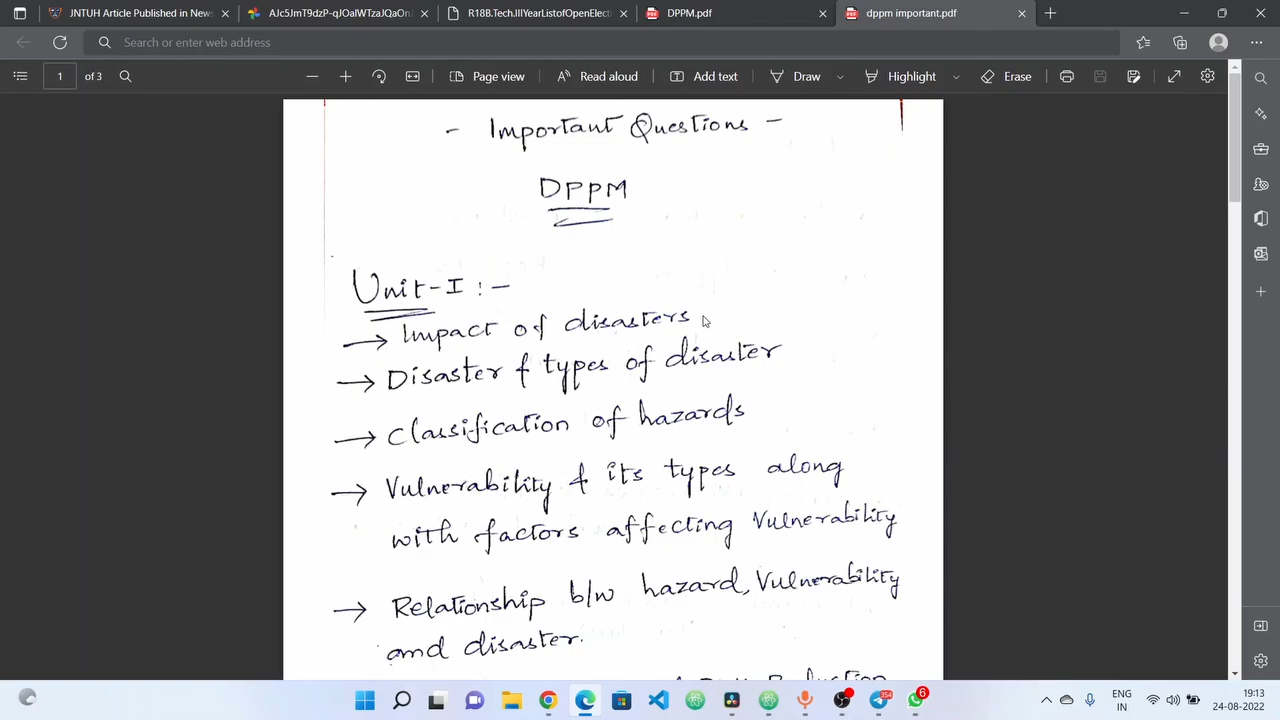 JNTUH Article Published in News
AJc5JmT9dzP-qJOalWTzaJQaOn
R18B.Tech.IIIYearListofOpenElect
DPPM.pdf
dppm important.pdf
Search or enter web address
1 of 3
Page view
Read aloud
Add text
Draw
Highlight
Erase
- Important Questions -
DPPM
Unit-I :-
→ Impact of disasters
→ Disaster & types of disaster
→ Classification of hazards
→ Vulnerability & its types along
with factors affecting Vulnerability
→ Relationship b/w hazard, Vulnerability
and disaster.
354
6
ENG
IN
19:13
24-08-2022